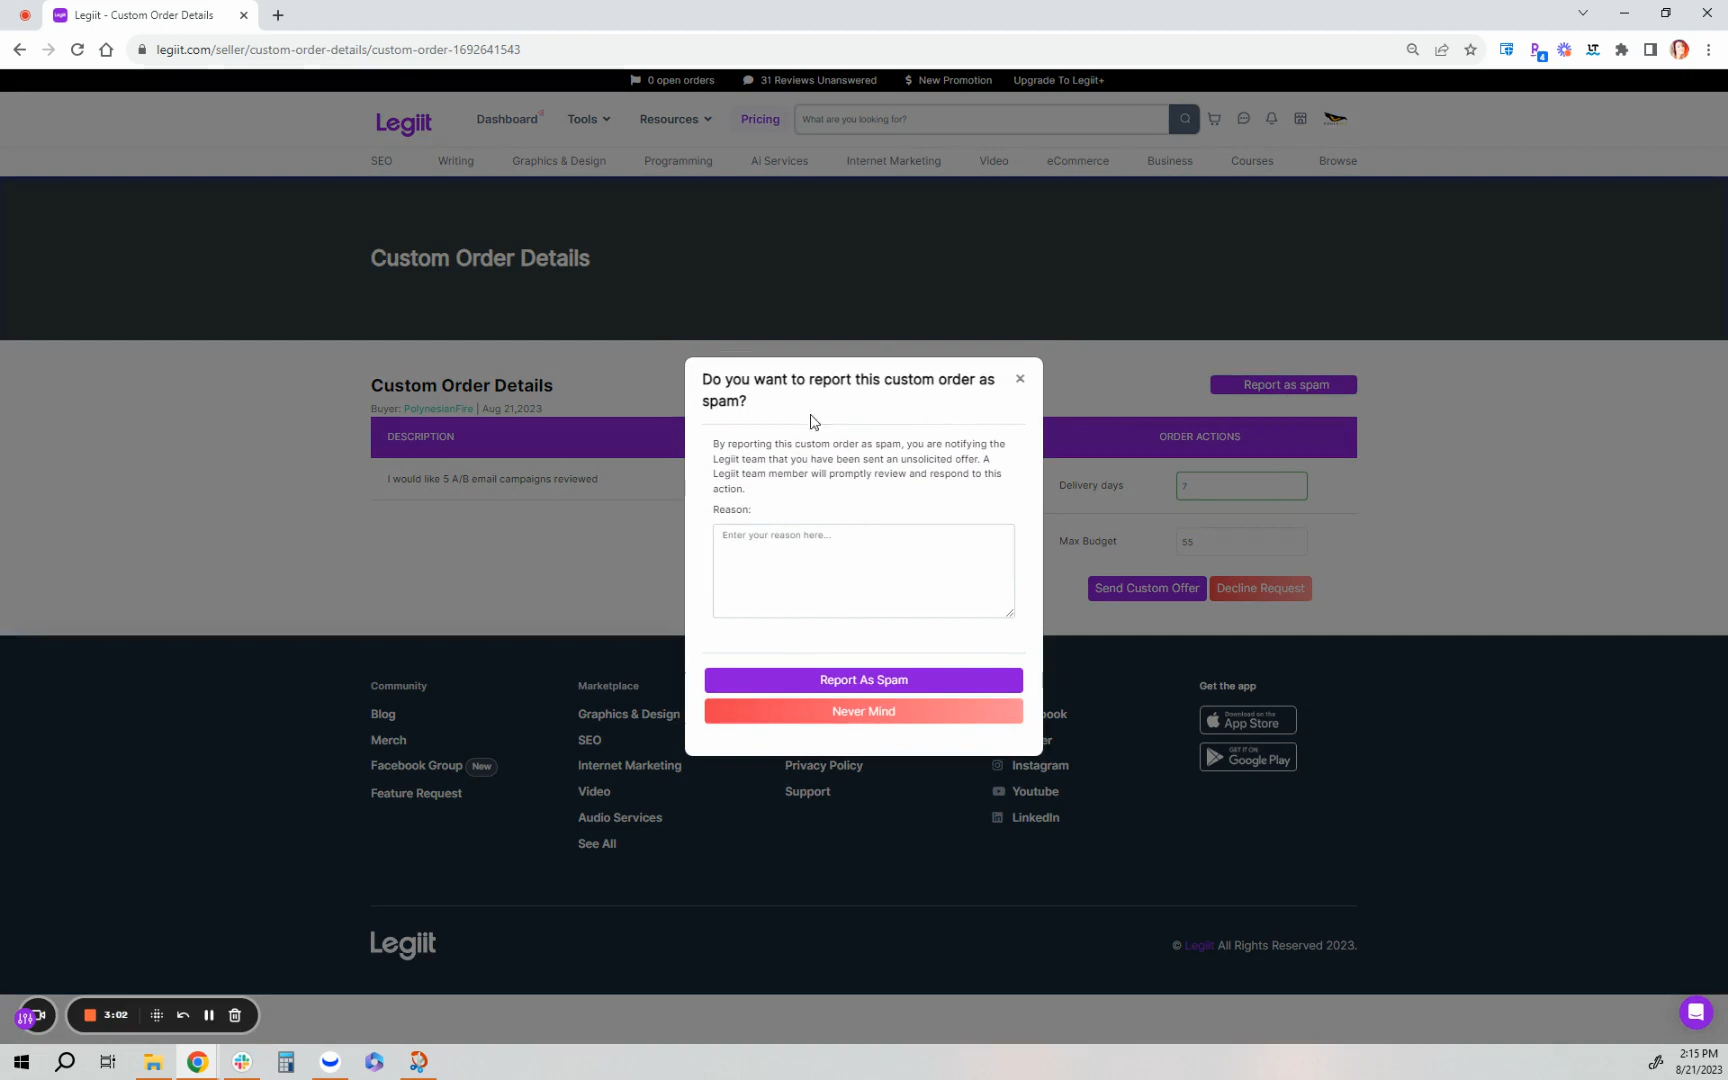 Legiit - Custom Order Details
legiit.com/seller/custom-order-details/custom-order-1692641543
0 open orders
31 Reviews Unanswered
$ New Promotion
Upgrade To Legiit+
Legiit
Dashboard
Tools
Resources
Pricing
What are you looking for?
SEO
Writing
Graphics & Design
Programming
Ai Services
Internet Marketing
Video
eCommerce
Business
Courses
Browse
Custom Order Details
Custom Order Details
Buyer: PolynesianFire | Aug 21,2023
Report as spam
DESCRIPTION
ORDER ACTIONS
I would like 5 A/B email campaigns reviewed
Delivery days
7
Max Budget
55
Send Custom Offer
Decline Request
Do you want to report this custom order as
spam?
By reporting this custom order as spam, you are notifying the
Legiit team that you have been sent an unsolicited offer. A
Legiit team member will promptly review and respond to this
action.
Reason:
Enter your reason here...
Report As Spam
Never Mind
Community
Blog
Merch
Facebook Group New
Feature Request
Marketplace
Graphics & Design
SEO
Internet Marketing
Video
Audio Services
See All
Privacy Policy
Support
Instagram
Youtube
LinkedIn
Get the app
Download on the
App Store
GET IT ON
Google Play
Legiit
© Legiit All Rights Reserved 2023.
3:02
2:15 PM
8/21/2023